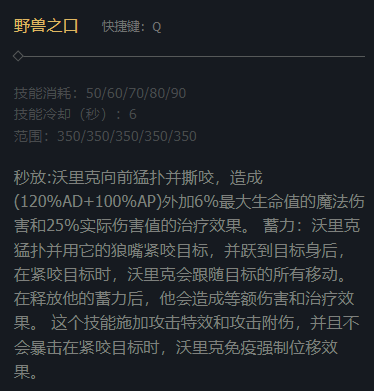 野兽之口 快捷键：Q
技能消耗：50/60/70/80/90
技能冷却（秒）：6
范围：350/350/350/350/350
秒放:沃里克向前猛扑并撕咬，造成
(120%AD+100%AP)外加6%最大生命值的魔法伤
害和25%实际伤害值的治疗效果。 蓄力：沃里克
猛扑并用它的狼嘴紧咬目标，并跃到目标身后，
在紧咬目标时，沃里克会跟随目标的所有移动。
在释放他的蓄力后，他会造成等额伤害和治疗效
果。 这个技能施加攻击特效和攻击附伤，并且不
会暴击在紧咬目标时，沃里克免疫强制位移效
果。